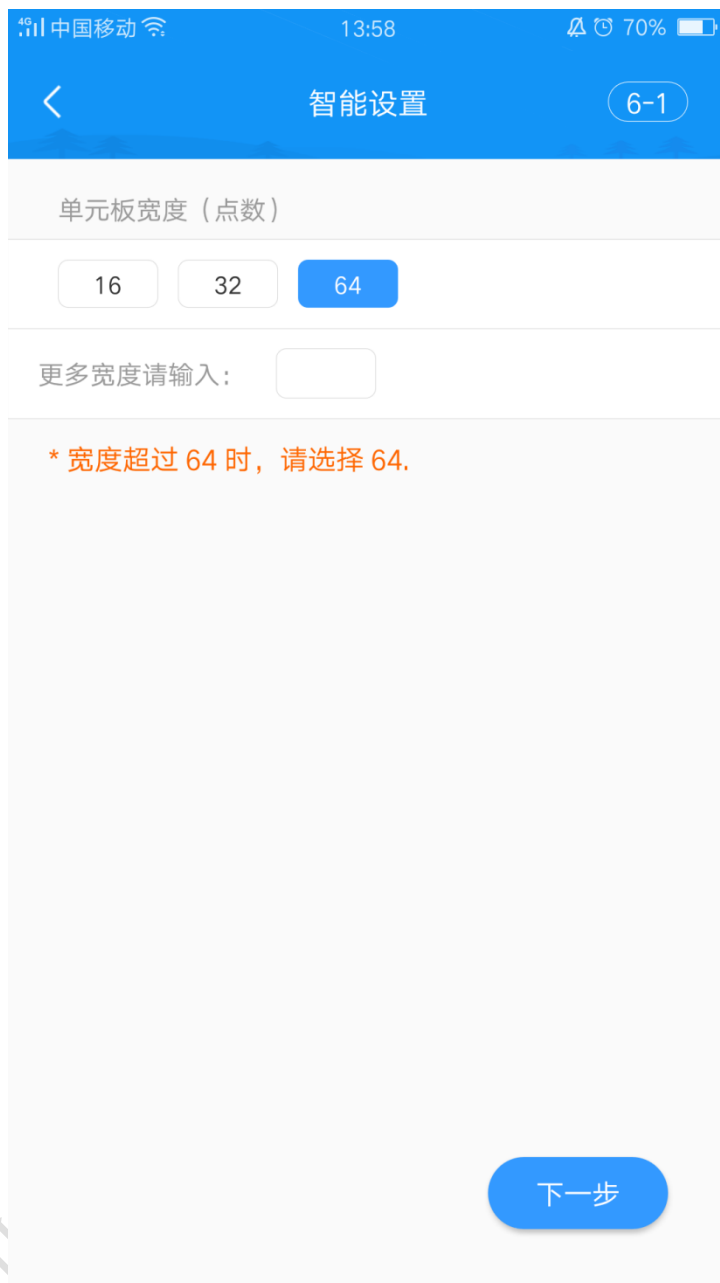 4G 中国移动 13:58 70%
智能设置 6-1
单元板宽度（点数）
16 32 64
更多宽度请输入：
* 宽度超过 64 时，请选择 64.
下一步